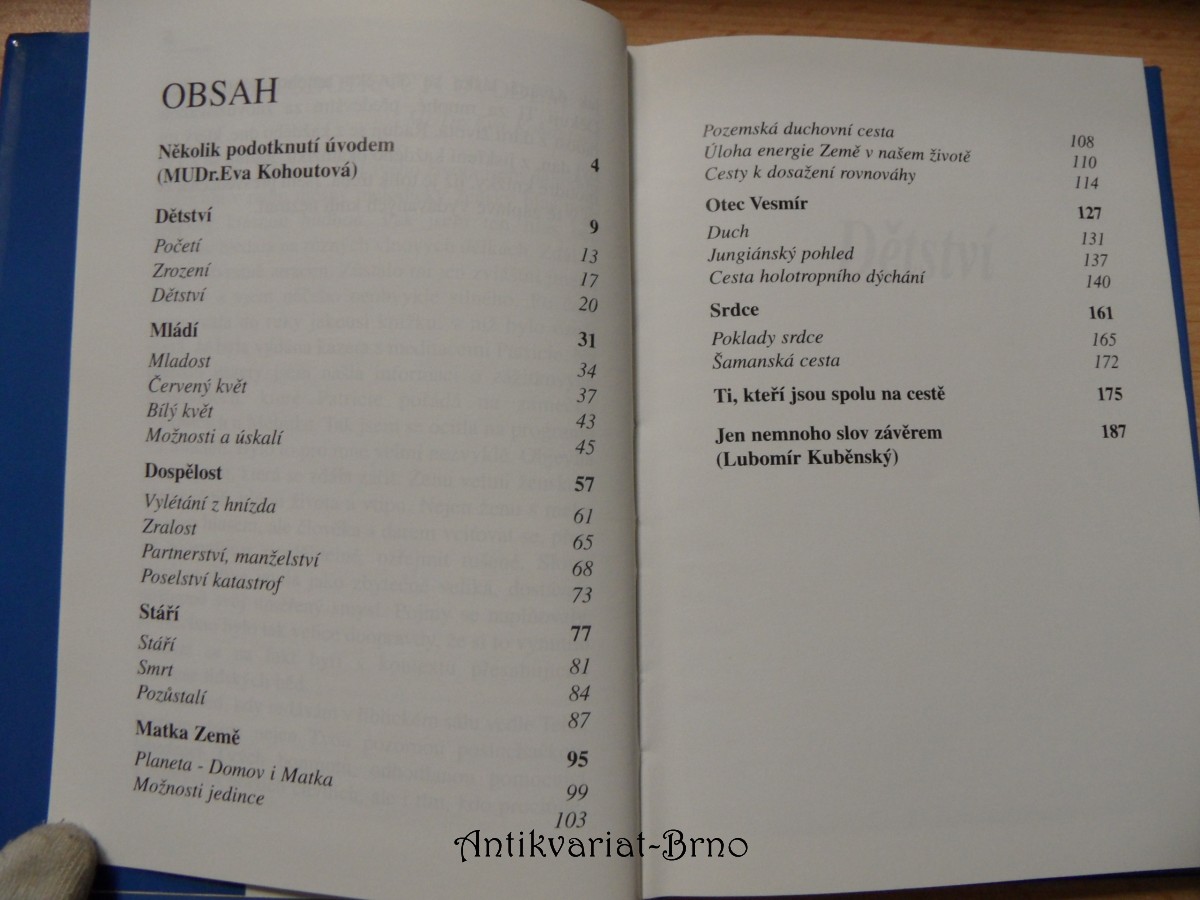 OBSAH
Několik podotknutí úvodem
(MUDr.Eva Kohoutová) 4
Dětství 9
Početí 13
Zrození 17
Dětství 20
Mládí 31
Mladost 34
Červený květ 37
Bílý květ 43
Možnosti a úskalí 45
Dospělost 57
Vylétání z hnízda 61
Zralost 65
Partnerství, manželství 68
Poselství katastrof 73
Stáří 77
Stáří 81
Smrt 84
Pozůstalí 87
Matka Země 95
Planeta - Domov i Matka 99
Možnosti jedince 103
Pozemská duchovní cesta 108
Úloha energie Země v našem životě 110
Cesty k dosažení rovnováhy 114
Otec Vesmír 127
Duch 131
Jungiánský pohled 137
Cesta holotropního dýchání 140
Srdce 161
Poklady srdce 165
Šamanská cesta 172
Ti, kteří jsou spolu na cestě 175
Jen nemnoho slov závěrem 187
(Lubomír Kuběnský)
Dětství
Antikvariat-Brno